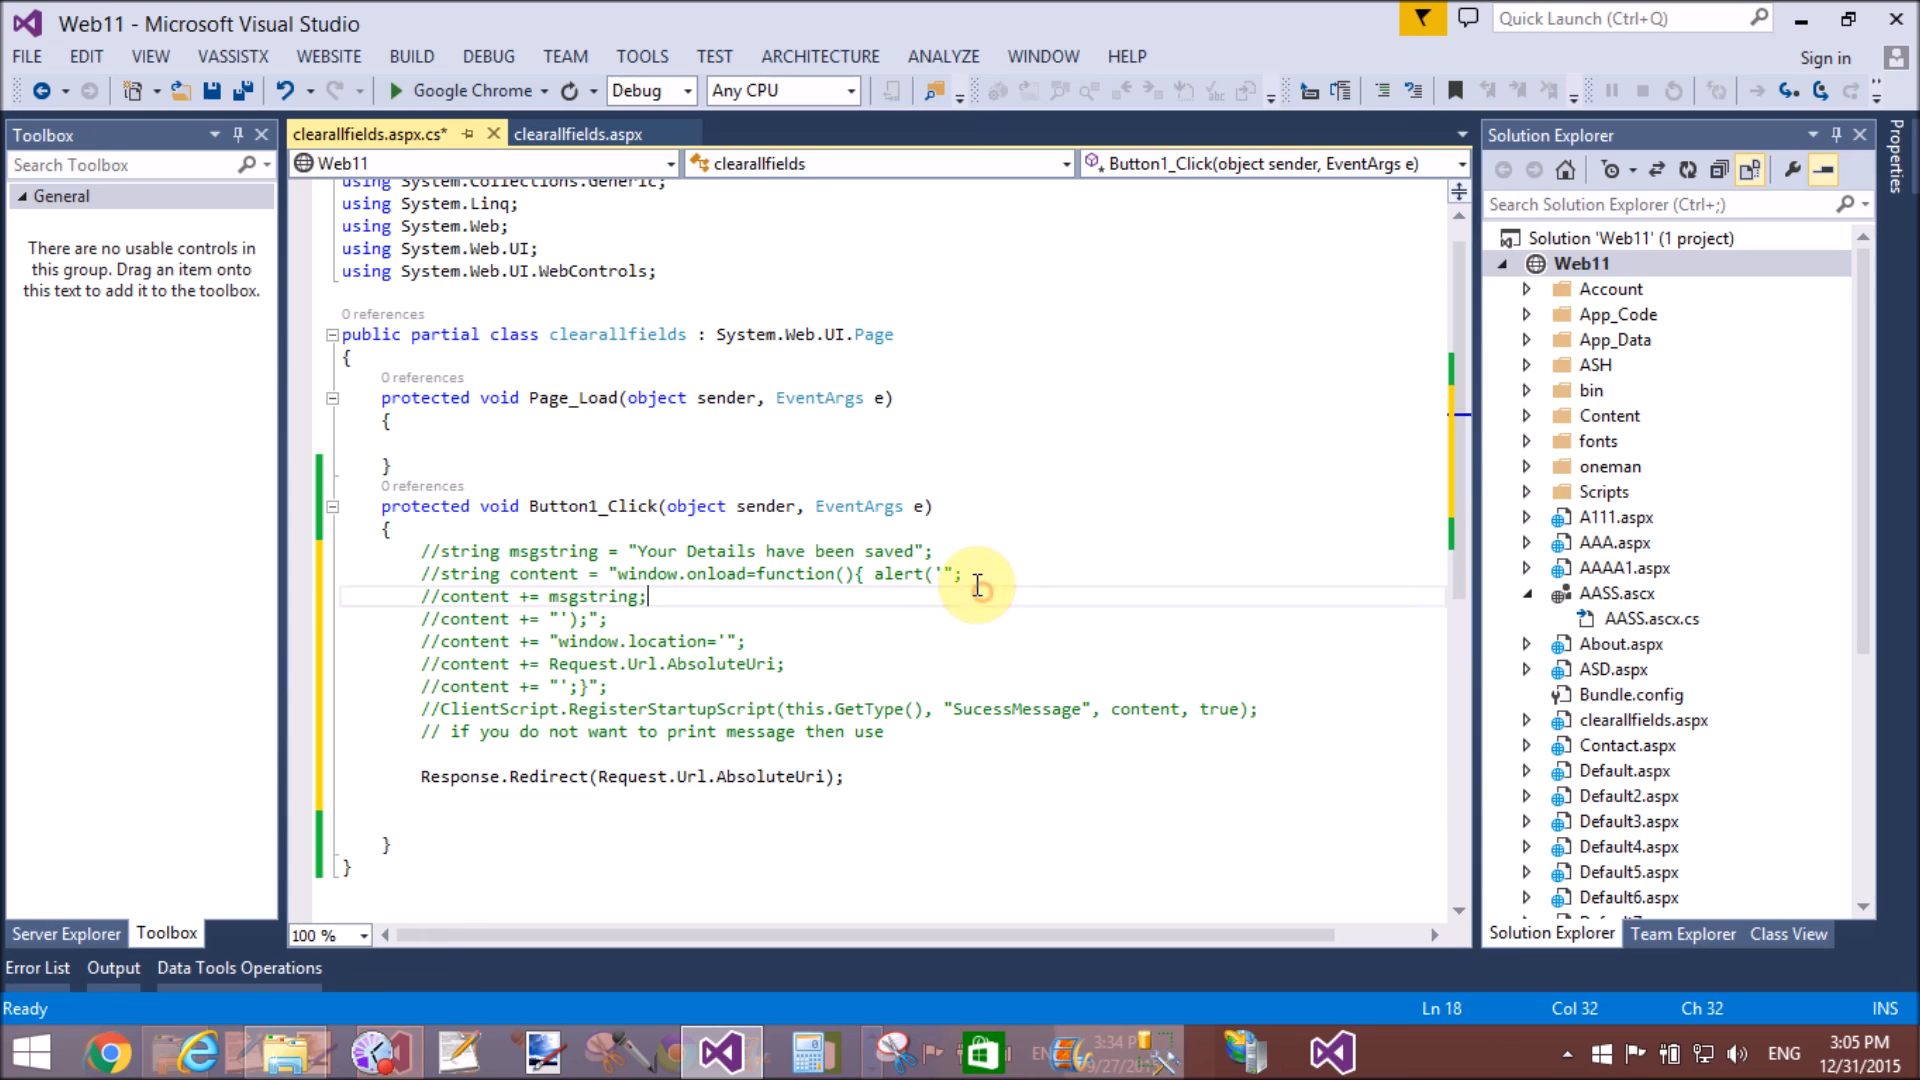 Web11 - Microsoft Visual Studio
Quick Launch (Ctrl+Q)
FILE EDIT VIEW VASSISTX WEBSITE BUILD DEBUG TEAM TOOLS TEST ARCHITECTURE ANALYZE WINDOW HELP
Sign in
Google Chrome Debug Any CPU
Toolbox
Search Toolbox
General
There are no usable controls in
this group. Drag an item onto
this text to add it to the toolbox.
Server Explorer Toolbox
clearallfields.aspx.cs* clearallfields.aspx
Web11 clearallfields Button1_Click(object sender, EventArgs e)
using System.Collections.Generic;
using System.Linq;
using System.Web;
using System.Web.UI;
using System.Web.UI.WebControls;
0 references
public partial class clearallfields : System.Web.UI.Page
{
0 references
protected void Page_Load(object sender, EventArgs e)
{
}
0 references
protected void Button1_Click(object sender, EventArgs e)
{
//string msgstring = "Your Details have been saved";
//string content = "window.onload=function(){ alert('";
//content += msgstring;
//content += "');";
//content += "window.location='";
//content += Request.Url.AbsoluteUri;
//content += "';}";
//ClientScript.RegisterStartupScript(this.GetType(), "SucessMessage", content, true);
// if you do not want to print message then use
Response.Redirect(Request.Url.AbsoluteUri);
}
}
100 %
Solution Explorer
Search Solution Explorer (Ctrl+;)
Solution 'Web11' (1 project)
Web11
Account
App_Code
App_Data
ASH
bin
Content
fonts
oneman
Scripts
A111.aspx
AAA.aspx
AAAA1.aspx
AASS.ascx
AASS.ascx.cs
About.aspx
ASD.aspx
Bundle.config
clearallfields.aspx
Contact.aspx
Default.aspx
Default2.aspx
Default3.aspx
Default4.aspx
Default5.aspx
Default6.aspx
Solution Explorer Team Explorer Class View
Properties
Error List Output Data Tools Operations
Ready Ln 18 Col 32 Ch 32 INS
3:34 P
9/27/20
ENG
3:05 PM
12/31/2015